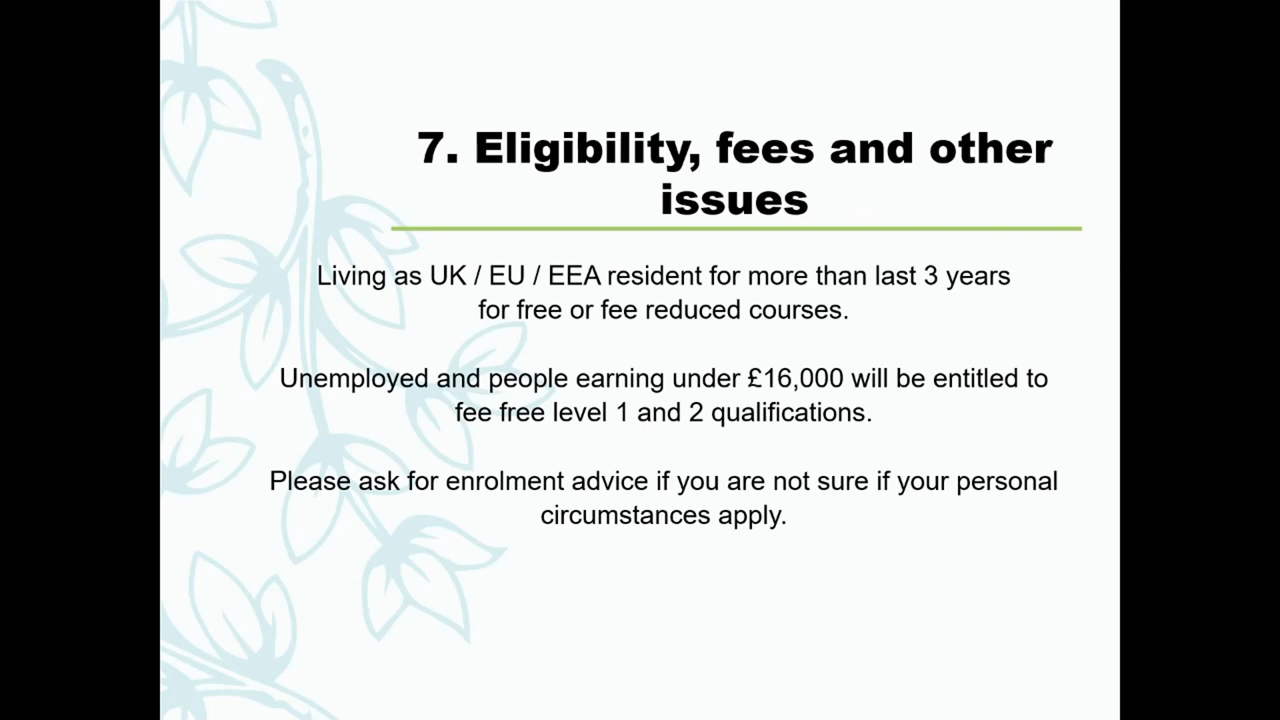 7. Eligibility, fees and other
issues
Living as UK / EU / EEA resident for more than last 3 years
for free or fee reduced courses.
Unemployed and people earning under £16,000 will be entitled to
fee free level 1 and 2 qualifications.
Please ask for enrolment advice if you are not sure if your personal
circumstances apply.